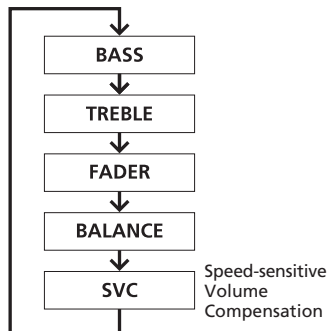 BASS
TREBLE
FADER
BALANCE
SVC
Speed-sensitive
Volume
Compensation